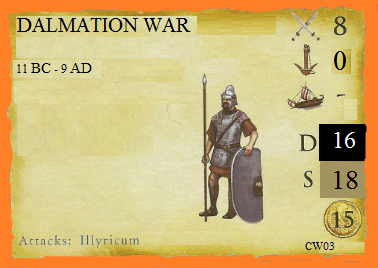 DALMATION WAR
8
11 BC - 9 AD
0
-
D 16
S 18
15
Attacks: Illyricum
CW03